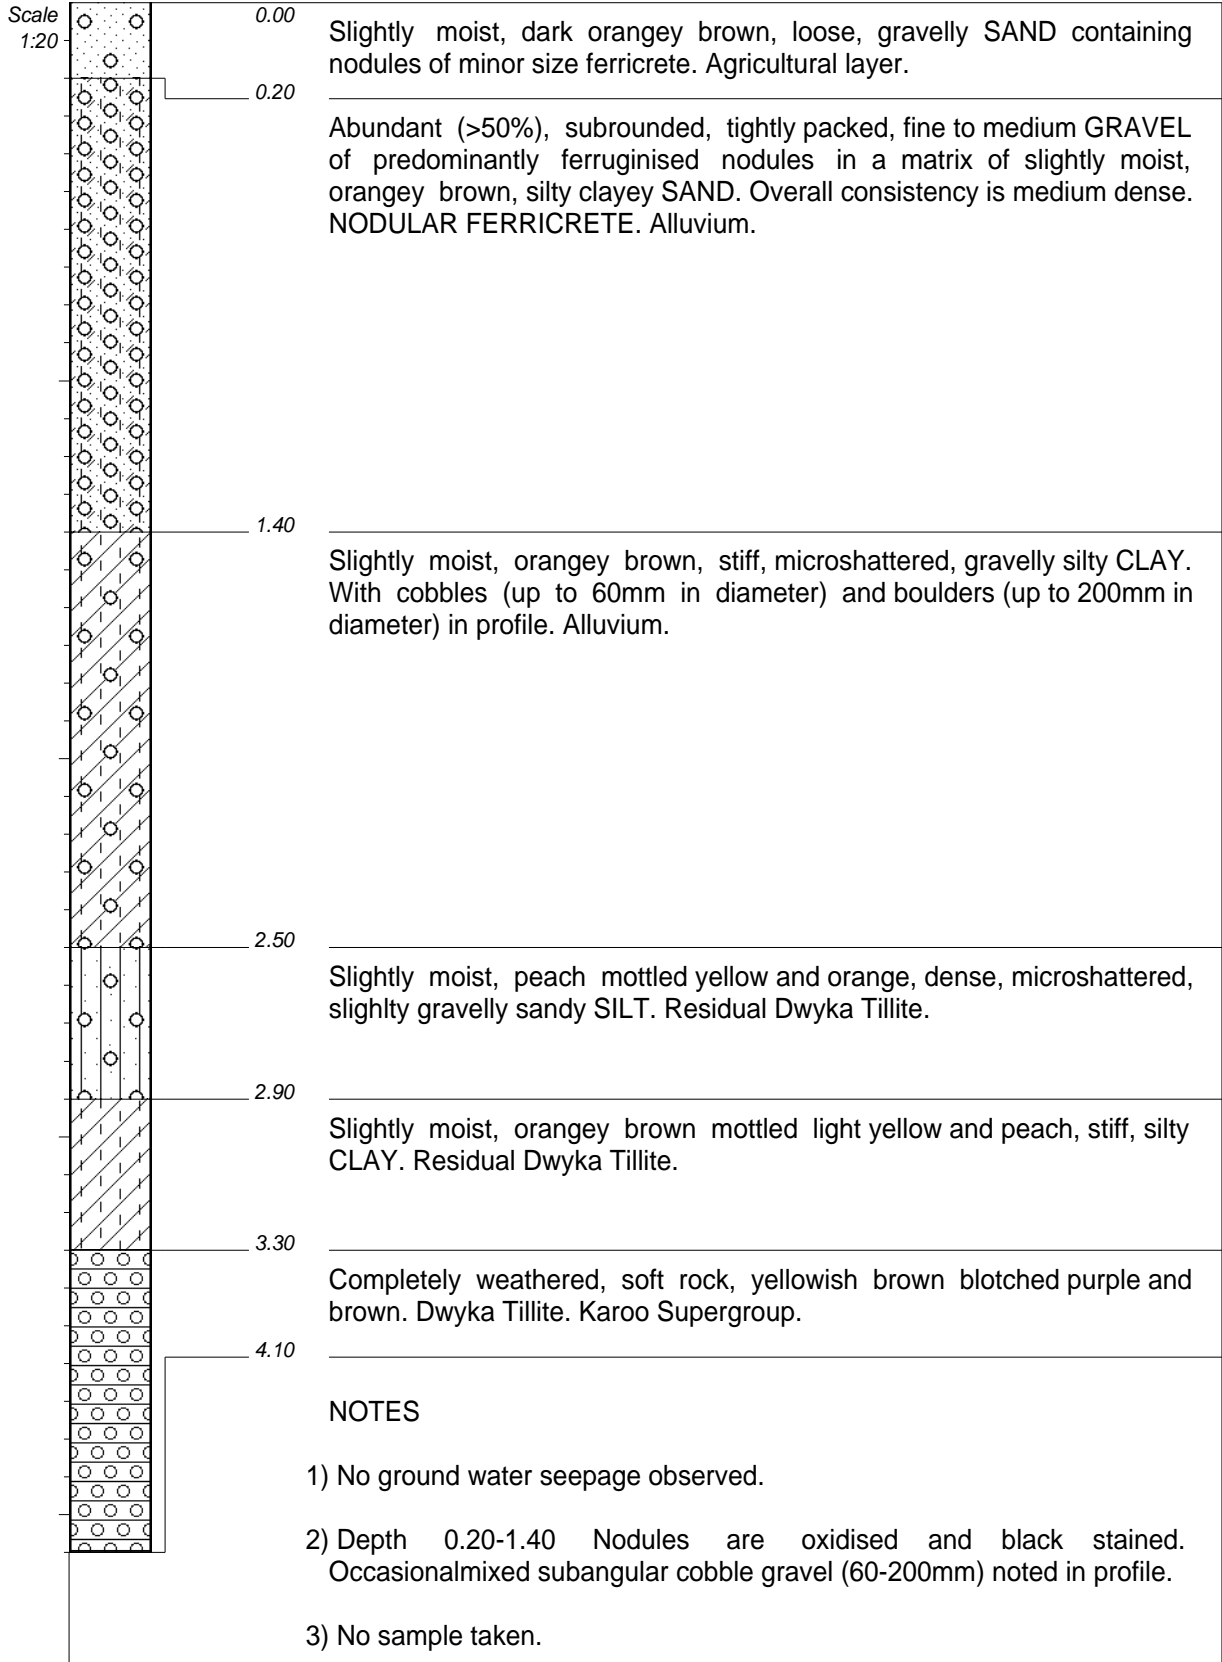 Scale
1:20
0.00
Slightly moist, dark orangey brown, loose, gravelly SAND containing
nodules of minor size ferricrete. Agricultural layer.
0.20
Abundant (>50%), subrounded, tightly packed, fine to medium GRAVEL
of predominantly ferruginised nodules in a matrix of slightly moist,
orangey brown, silty clayey SAND. Overall consistency is medium dense.
NODULAR FERRICRETE. Alluvium.
1.40
Slightly moist, orangey brown, stiff, microshattered, gravelly silty CLAY.
With cobbles (up to 60mm in diameter) and boulders (up to 200mm in
diameter) in profile. Alluvium.
2.50
Slightly moist, peach mottled yellow and orange, dense, microshattered,
slighlty gravelly sandy SILT. Residual Dwyka Tillite.
2.90
Slightly moist, orangey brown mottled light yellow and peach, stiff, silty
CLAY. Residual Dwyka Tillite.
3.30
Completely weathered, soft rock, yellowish brown blotched purple and
brown. Dwyka Tillite. Karoo Supergroup.
4.10
NOTES
1) No ground water seepage observed.
2) Depth 0.20-1.40 Nodules are oxidised and black stained.
Occasionalmixed subangular cobble gravel (60-200mm) noted in profile.
3) No sample taken.